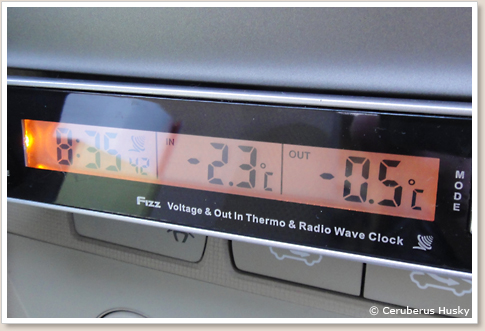 8:35 42 IN -2.3°C OUT -0.5°C
MODE
Fizz Voltage & Out In Thermo & Radio Wave Clock
© Ceruberus Husky